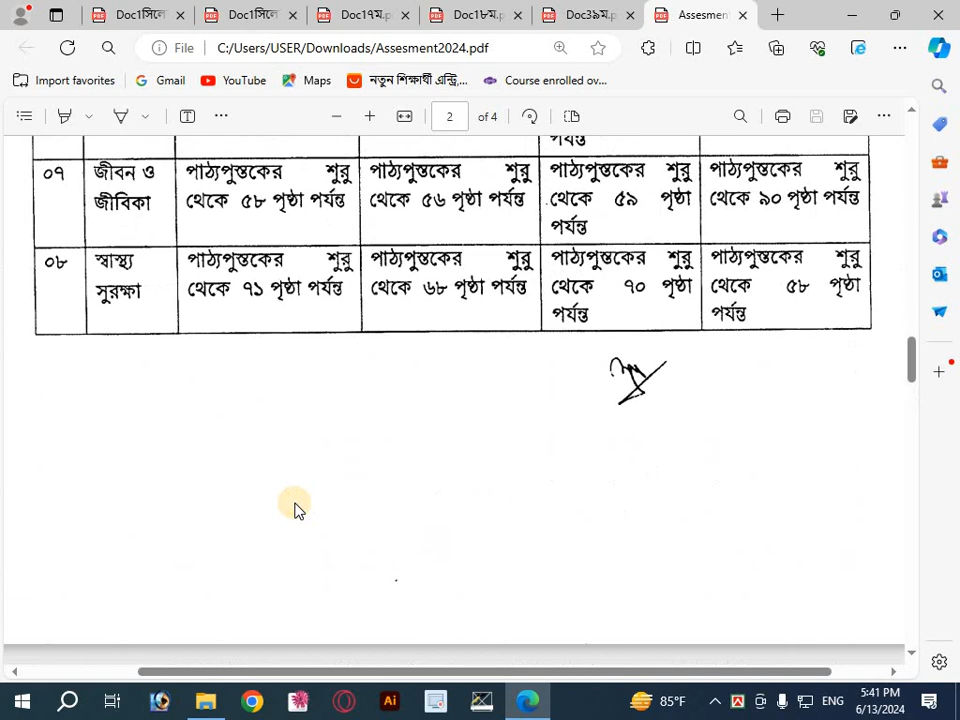 Doc1সিলে
Doc1সিলে
Doc1৭ম.p
Doc1৮ম.p
Doc3৯ম.p
Assesment
File
C:/Users/USER/Downloads/Assesment2024.pdf
Import favorites
Gmail
YouTube
Maps
নতুন শিক্ষার্থী এন্ট্রি,...
Course enrolled ov...
2 of 4
পর্যন্ত
০৭ জীবন ও পাঠ্যপুস্তকের শুরু পাঠ্যপুস্তকের শুরু পাঠ্যপুস্তকের শুরু পাঠ্যপুস্তকের শুরু
জীবিকা থেকে ৫৮ পৃষ্ঠা পর্যন্ত থেকে ৫৬ পৃষ্ঠা পর্যন্ত থেকে ৫৯ পৃষ্ঠা থেকে ৯০ পৃষ্ঠা পর্যন্ত
পর্যন্ত
০৮ স্বাস্থ্য পাঠ্যপুস্তকের শুরু পাঠ্যপুস্তকের শুরু পাঠ্যপুস্তকের শুরু পাঠ্যপুস্তকের শুরু
সুরক্ষা থেকে ৭১ পৃষ্ঠা পর্যন্ত থেকে ৬৮ পৃষ্ঠা পর্যন্ত থেকে ৭০ পৃষ্ঠা থেকে ৫৮ পৃষ্ঠা
পর্যন্ত পর্যন্ত
85°F
ENG
5:41 PM
6/13/2024